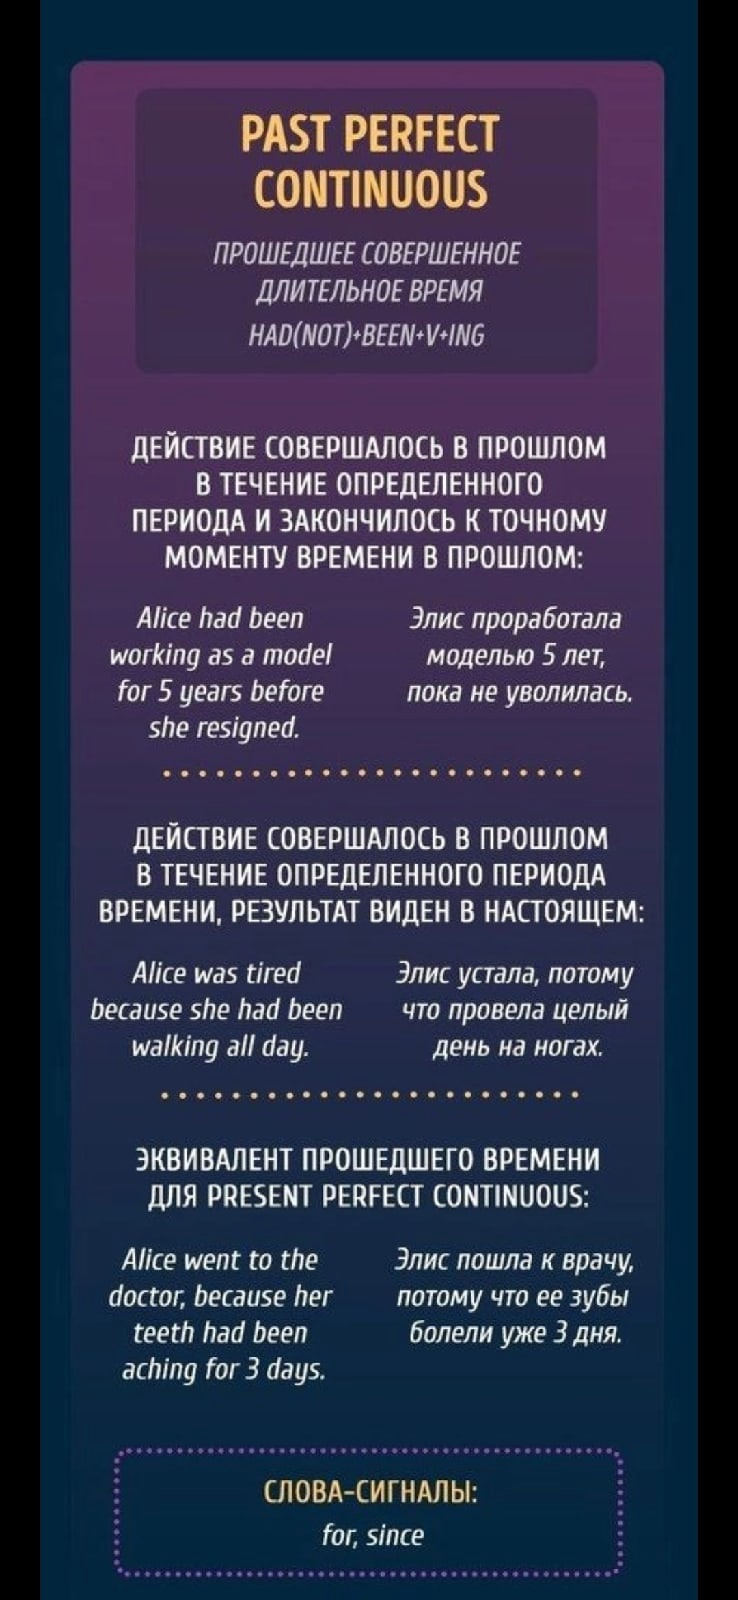 PAST PERFECT
CONTINUOUS
ПРОШЕДШЕЕ СОВЕРШЕННОЕ
ДЛИТЕЛЬНОЕ ВРЕМЯ
HAD(NOT)+BEEN+V+ING
ДЕЙСТВИЕ СОВЕРШАЛОСЬ В ПРОШЛОМ
В ТЕЧЕНИЕ ОПРЕДЕЛЕННОГО
ПЕРИОДА И ЗАКОНЧИЛОСЬ К ТОЧНОМУ
МОМЕНТУ ВРЕМЕНИ В ПРОШЛОМ:
Alice had been
working as a model
for 5 years before
she resigned.
Элис проработала
моделью 5 лет,
пока не уволилась.
ДЕЙСТВИЕ СОВЕРШАЛОСЬ В ПРОШЛОМ
В ТЕЧЕНИЕ ОПРЕДЕЛЕННОГО ПЕРИОДА
ВРЕМЕНИ, РЕЗУЛЬТАТ ВИДЕН В НАСТОЯЩЕМ:
Alice was tired
because she had been
walking all day.
Элис устала, потому
что провела целый
день на ногах.
ЭКВИВАЛЕНТ ПРОШЕДШЕГО ВРЕМЕНИ
ДЛЯ PRESENT PERFECT CONTINUOUS:
Alice went to the
doctor, because her
teeth had been
aching for 3 days.
Элис пошла к врачу,
потому что ее зубы
болели уже 3 дня.
СЛОВА-СИГНАЛЫ:
for, since